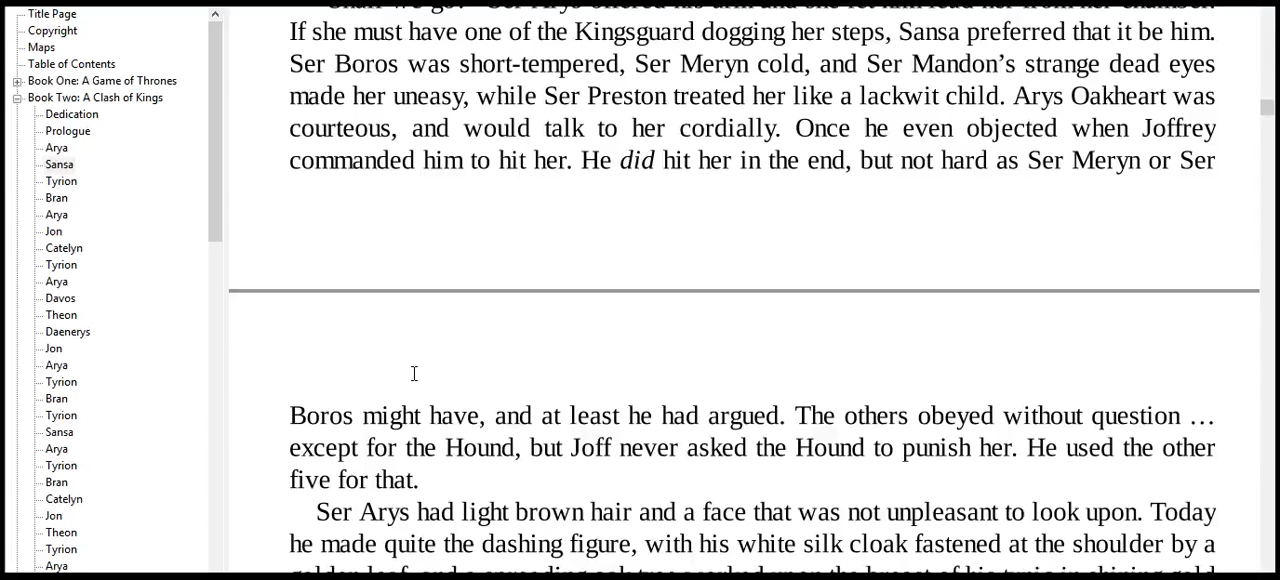 Title Page
Copyright
Maps
Table of Contents
Book One: A Game of Thrones
Book Two: A Clash of Kings
Dedication
Prologue
Arya
Sansa
Tyrion
Bran
Arya
Jon
Catelyn
Tyrion
Arya
Davos
Theon
Daenerys
Jon
Arya
Tyrion
Bran
Tyrion
Sansa
Arya
Tyrion
Bran
Catelyn
Jon
Theon
Tyrion
Arya
If she must have one of the Kingsguard dogging her steps, Sansa preferred that it be him.
Ser Boros was short-tempered, Ser Meryn cold, and Ser Mandon’s strange dead eyes
made her uneasy, while Ser Preston treated her like a lackwit child. Arys Oakheart was
courteous, and would talk to her cordially. Once he even objected when Joffrey
commanded him to hit her. He did hit her in the end, but not hard as Ser Meryn or Ser
Boros might have, and at least he had argued. The others obeyed without question …
except for the Hound, but Joff never asked the Hound to punish her. He used the other
five for that.
Ser Arys had light brown hair and a face that was not unpleasant to look upon. Today
he made quite the dashing figure, with his white silk cloak fastened at the shoulder by a